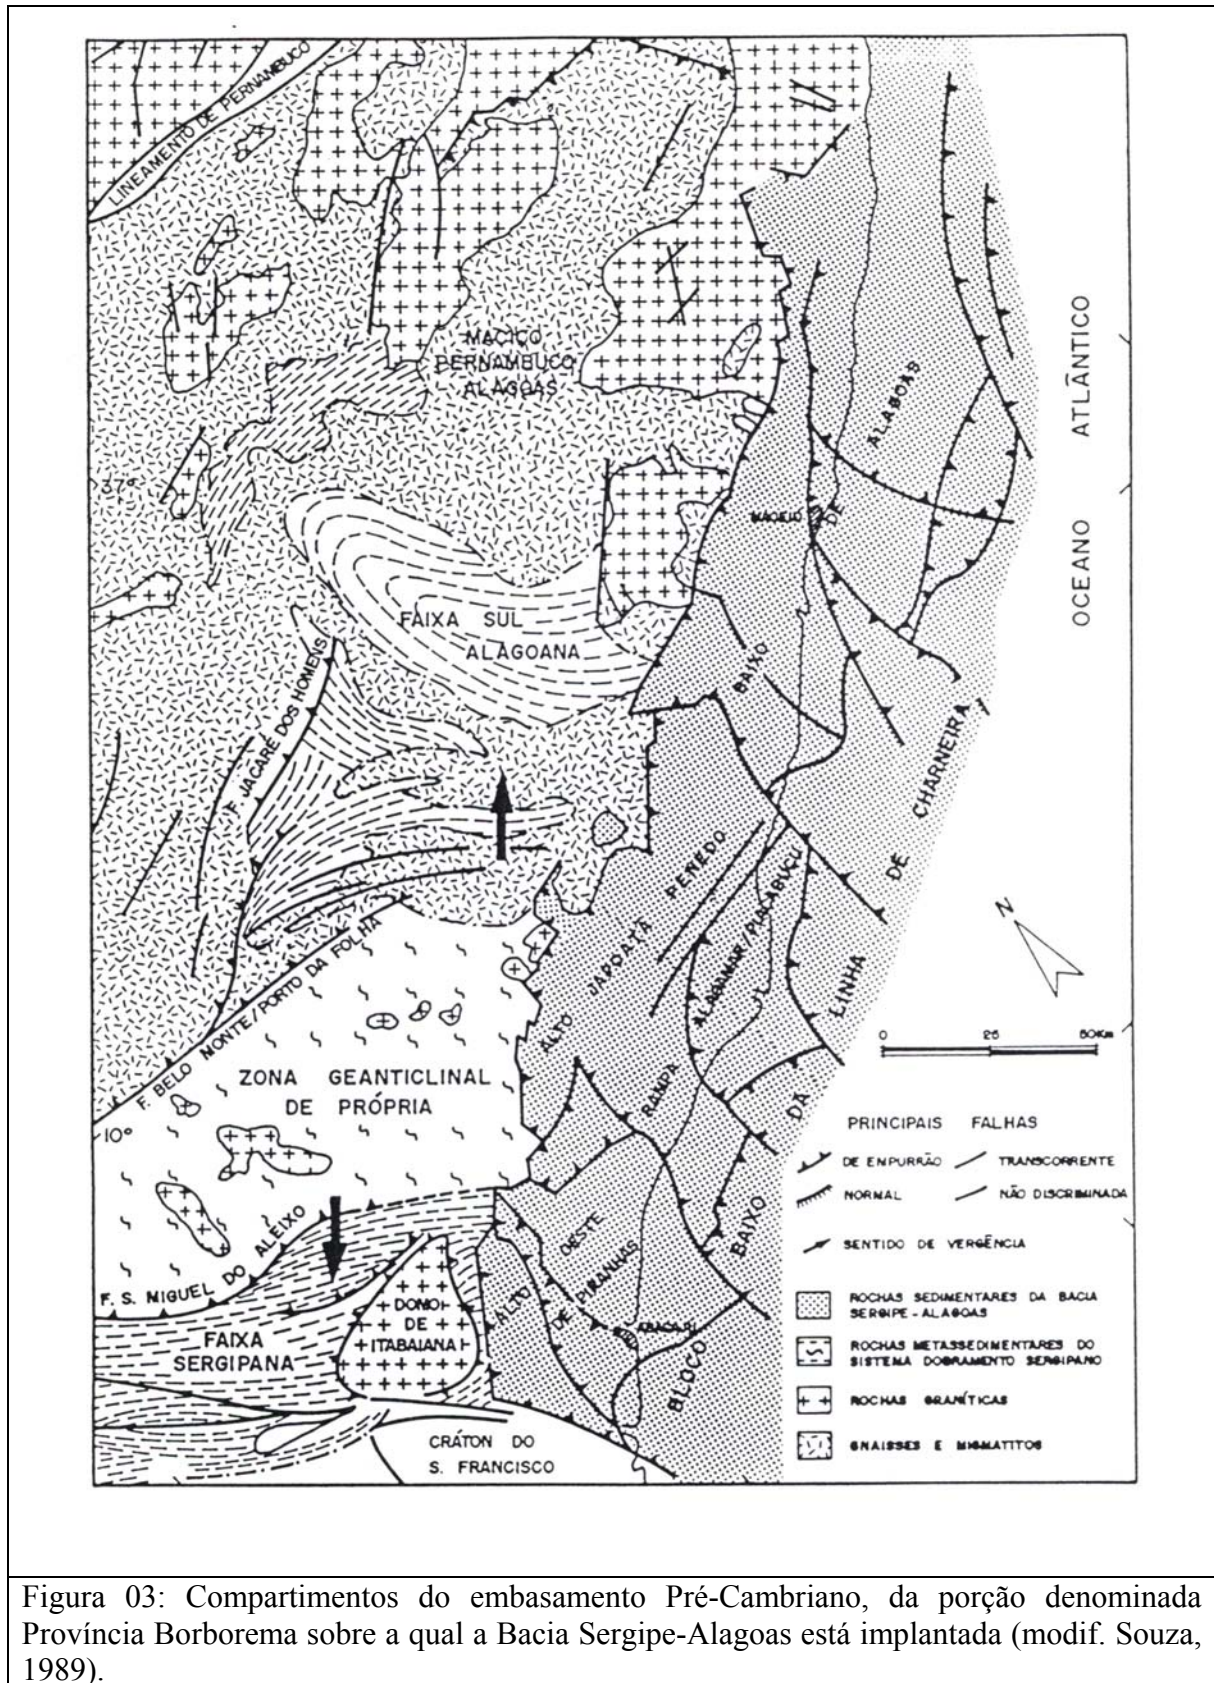 LINEAMENTO DE PERNAMBUCO
MACIÇO
PERNAMBUCO
ALAGOAS
37°
FAIXA SUL
ALAGOANA
F. JACARÉ DOS HOMENS
F. BELO MONTE/PORTO DA FOLHA
ZONA GEANTICLINAL
DE PRÓPRIA
10°
F. S. MIGUEL DO ALEIXO
FAIXA
SERGIPANA
DOMO
DE
ITABAIANA
CRÁTON DO
S. FRANCISCO
MACEIÓ
BAIXO DE ALAGOAS
ALTO JAPOATÃ PENEDO
RAMPA ALAGAMAR/PIAÇABUÇU
ALTO
OESTE
DE PIRANHAS
ARACAJU
BLOCO BAIXO DA LINHA DE CHARNEIRA
OCEANO ATLÂNTICO
N
0 25 50Km
PRINCIPAIS FALHAS
DE EMPURRÃO TRANSCORRENTE
NORMAL NÃO DISCRIMINADA
SENTIDO DE VERGÊNCIA
ROCHAS SEDIMENTARES DA BACIA
SERGIPE-ALAGOAS
ROCHAS METASSEDIMENTARES DO
SISTEMA DOBRAMENTO SERGIPANO
ROCHAS GRANÍTICAS
GNAISSES E MIGMATITOS
Figura 03: Compartimentos do embasamento Pré-Cambriano, da porção denominada
Província Borborema sobre a qual a Bacia Sergipe-Alagoas está implantada (modif. Souza,
1989).